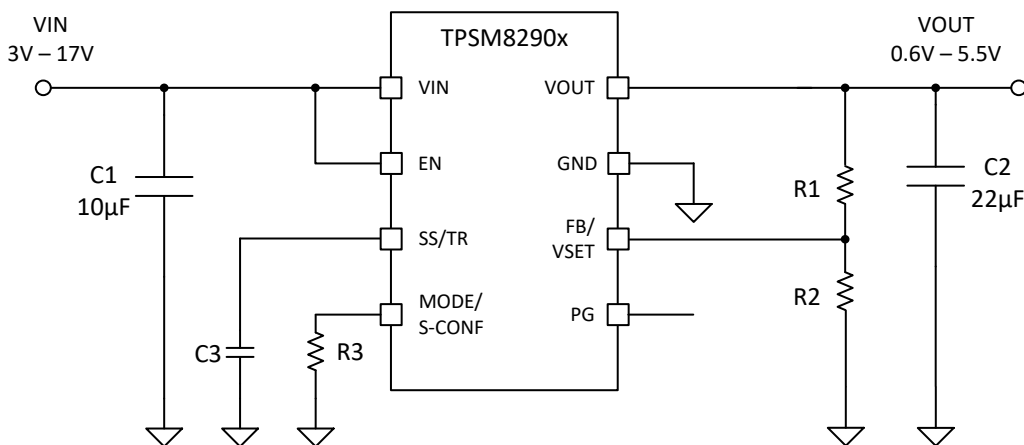 VIN
3V – 17V
TPSM8290x
VOUT
0.6V – 5.5V
VIN
VOUT
EN
GND
C1
10µF
R1
C2
22µF
SS/TR
FB/
VSET
MODE/
S-CONF
R2
PG
C3
R3